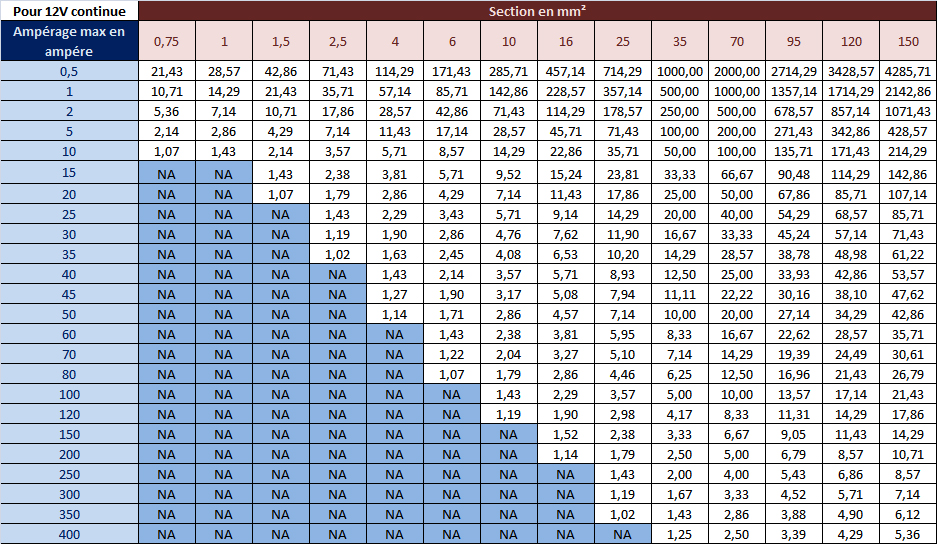 Pour 12V continue Section en mm²
Ampérage max en ampére 0,75 1 1,5 2,5 4 6 10 16 25 35 70 95 120 150
0,5 21,43 28,57 42,86 71,43 114,29 171,43 285,71 457,14 714,29 1000,00 2000,00 2714,29 3428,57 4285,71
1 10,71 14,29 21,43 35,71 57,14 85,71 142,86 228,57 357,14 500,00 1000,00 1357,14 1714,29 2142,86
2 5,36 7,14 10,71 17,86 28,57 42,86 71,43 114,29 178,57 250,00 500,00 678,57 857,14 1071,43
5 2,14 2,86 4,29 7,14 11,43 17,14 28,57 45,71 71,43 100,00 200,00 271,43 342,86 428,57
10 1,07 1,43 2,14 3,57 5,71 8,57 14,29 22,86 35,71 50,00 100,00 135,71 171,43 214,29
15 NA NA 1,43 2,38 3,81 5,71 9,52 15,24 23,81 33,33 66,67 90,48 114,29 142,86
20 NA NA 1,07 1,79 2,86 4,29 7,14 11,43 17,86 25,00 50,00 67,86 85,71 107,14
25 NA NA NA 1,43 2,29 3,43 5,71 9,14 14,29 20,00 40,00 54,29 68,57 85,71
30 NA NA NA 1,19 1,90 2,86 4,76 7,62 11,90 16,67 33,33 45,24 57,14 71,43
35 NA NA NA 1,02 1,63 2,45 4,08 6,53 10,20 14,29 28,57 38,78 48,98 61,22
40 NA NA NA NA 1,43 2,14 3,57 5,71 8,93 12,50 25,00 33,93 42,86 53,57
45 NA NA NA NA 1,27 1,90 3,17 5,08 7,94 11,11 22,22 30,16 38,10 47,62
50 NA NA NA NA 1,14 1,71 2,86 4,57 7,14 10,00 20,00 27,14 34,29 42,86
60 NA NA NA NA NA 1,43 2,38 3,81 5,95 8,33 16,67 22,62 28,57 35,71
70 NA NA NA NA NA 1,22 2,04 3,27 5,10 7,14 14,29 19,39 24,49 30,61
80 NA NA NA NA NA 1,07 1,79 2,86 4,46 6,25 12,50 16,96 21,43 26,79
100 NA NA NA NA NA NA 1,43 2,29 3,57 5,00 10,00 13,57 17,14 21,43
120 NA NA NA NA NA NA 1,19 1,90 2,98 4,17 8,33 11,31 14,29 17,86
150 NA NA NA NA NA NA NA 1,52 2,38 3,33 6,67 9,05 11,43 14,29
200 NA NA NA NA NA NA NA 1,14 1,79 2,50 5,00 6,79 8,57 10,71
250 NA NA NA NA NA NA NA NA 1,43 2,00 4,00 5,43 6,86 8,57
300 NA NA NA NA NA NA NA NA 1,19 1,67 3,33 4,52 5,71 7,14
350 NA NA NA NA NA NA NA NA 1,02 1,43 2,86 3,88 4,90 6,12
400 NA NA NA NA NA NA NA NA NA 1,25 2,50 3,39 4,29 5,36